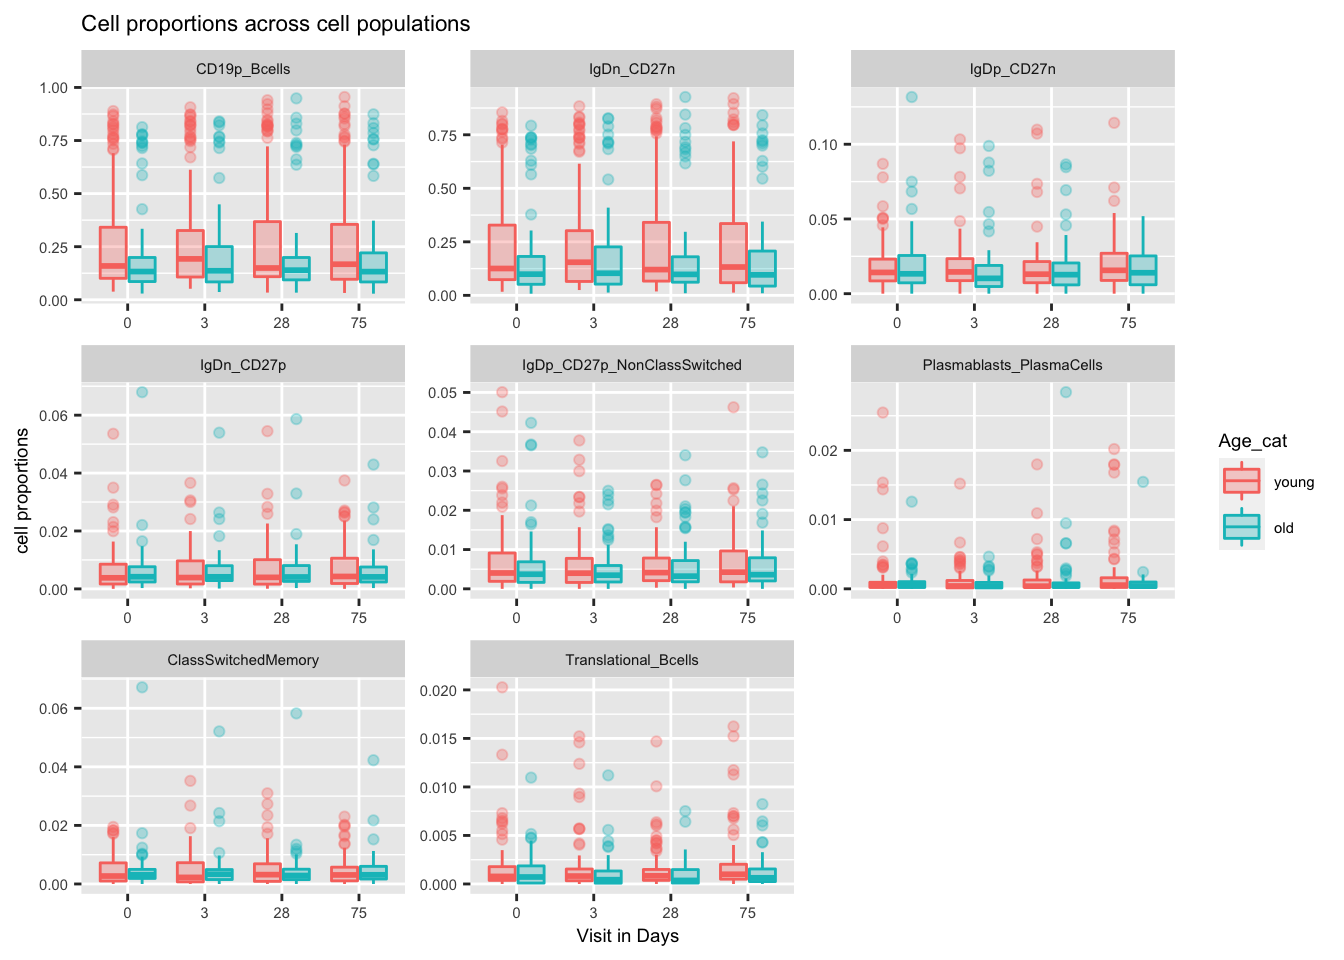 Cell proportions across cell populations
CD19p_Bcells
IgDn_CD27n
IgDp_CD27n
1.00
0.75
0.50
0.25
0.00
0 3 28 75
0.75
0.50
0.25
0.00
0 3 28 75
0.10
0.05
0.00
0 3 28 75
IgDn_CD27p
IgDp_CD27p_NonClassSwitched
Plasmablasts_PlasmaCells
0.06
0.04
0.02
0.00
0 3 28 75
0.05
0.04
0.03
0.02
0.01
0.00
0 3 28 75
0.02
0.01
0.00
0 3 28 75
ClassSwitchedMemory
Translational_Bcells
0.06
0.04
0.02
0.00
0 3 28 75
0.020
0.015
0.010
0.005
0.000
0 3 28 75
cell proportions
Visit in Days
Age_cat
young
old